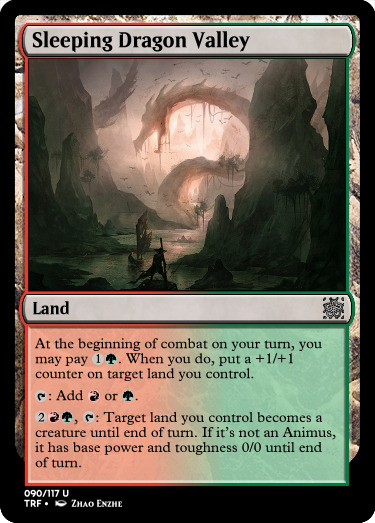 Sleeping Dragon Valley
Land
At the beginning of combat on your turn, you
may pay 1. When you do, put a +1/+1
counter on target land you control.
: Add or .
2, : Target land you control becomes a
creature until end of turn. If it's not an Animus,
it has base power and toughness 0/0 until end
of turn.
090/117 U
TRF • Zhao Enzhe